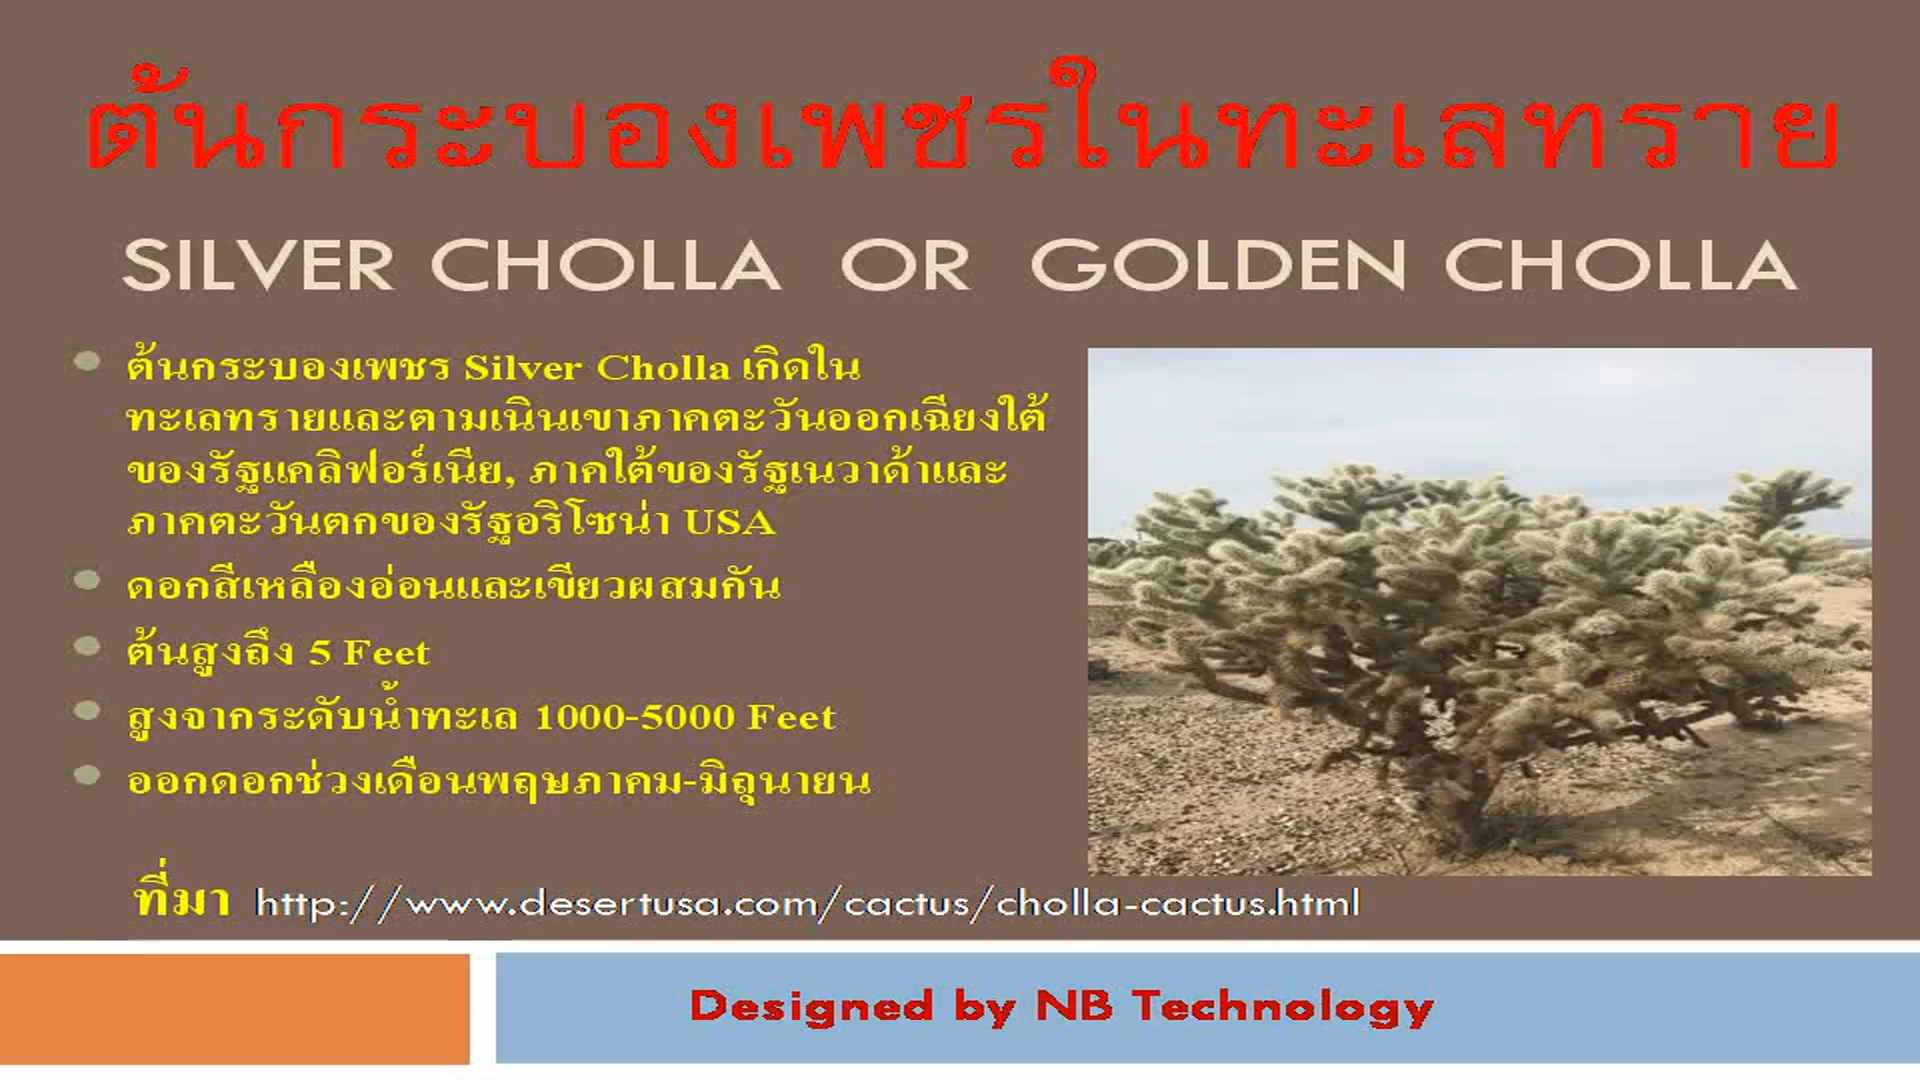 ต้นกระบองเพชรในทะเลทราย
SILVER CHOLLA OR GOLDEN CHOLLA
ต้นกระบองเพชร Silver Cholla เกิดใน
ทะเลทรายและตามเนินเขาภาคตะวันออกเฉียงใต้
ของรัฐแคลิฟอร์เนีย, ภาคใต้ของรัฐเนวาด้าและ
ภาคตะวันตกของรัฐอริโซน่า USA
ดอกสีเหลืองอ่อนและเขียวผสมกัน
ต้นสูงถึง 5 Feet
สูงจากระดับน้ำทะเล 1000-5000 Feet
ออกดอกช่วงเดือนพฤษภาคม-มิถุนายน
ที่มา http://www.desertusa.com/cactus/cholla-cactus.html
Designed by NB Technology